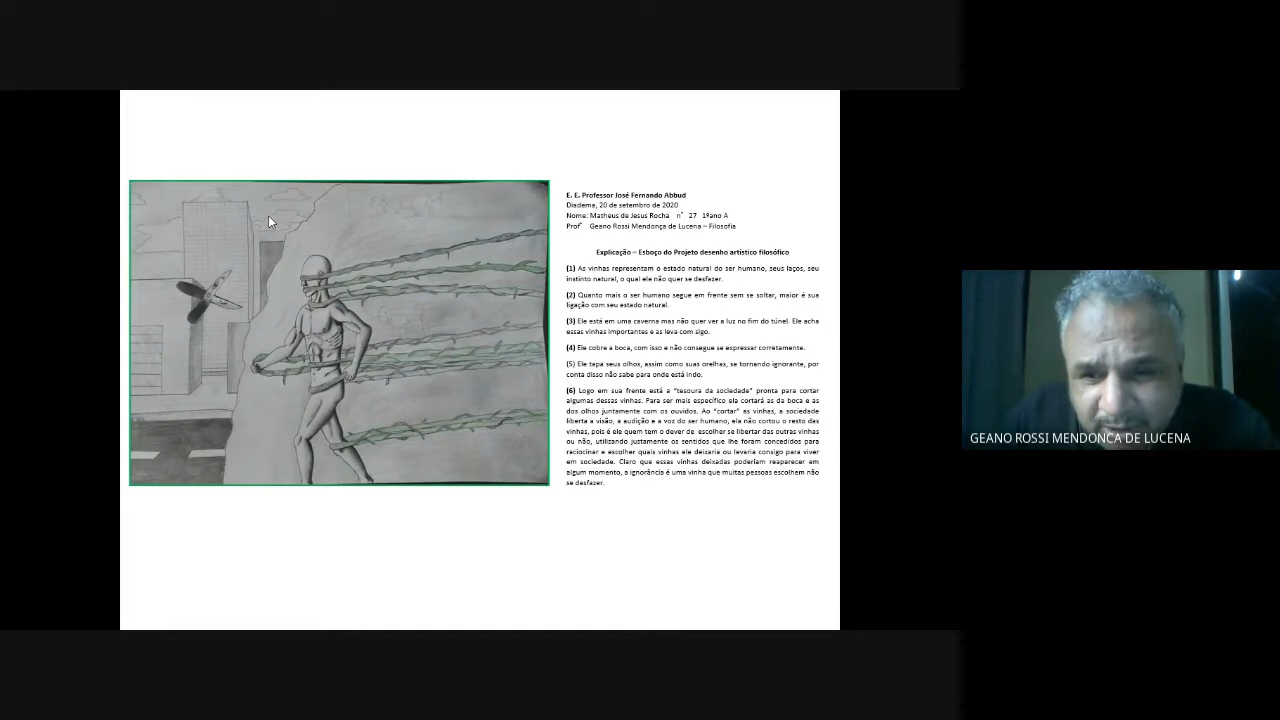 E. E. Professor José Fernando Abbud
Diadema, 20 de setembro de 2020
Nome: Matheus de Jesus Rocha n° 27 1ºano A
Prof° Geano Rossi Mendonça de Lucena – Filosofia
Explicação – Esboço do Projeto desenho artístico filosófico
(1) As vinhas representam o estado natural do ser humano, seus laços, seu
instinto natural, o qual ele não quer se desfazer.
(2) Quanto mais o ser humano segue em frente sem se soltar, maior é sua
ligação com seu estado natural.
(3) Ele está em uma caverna mas não quer ver a luz no fim do túnel. Ele acha
essas vinhas importantes e as leva com sigo.
(4) Ele cobre a boca, com isso e não consegue se expressar corretamente.
(5) Ele tapa seus olhos, assim como suas orelhas, se tornando ignorante, por
conta disso não sabe para onde está indo.
(6) Logo em sua frente está a “tesoura da sociedade” pronta para cortar
algumas dessas vinhas. Para ser mais específico ela cortará as da boca e as
dos olhos juntamente com os ouvidos. Ao “cortar” as vinhas, a sociedade
liberta a visão, a audição e a voz do ser humano, ela não cortou o resto das
vinhas, pois é ele quem tem o dever de escolher se libertar das outras vinhas
ou não, utilizando justamente os sentidos que lhe foram concedidos para
raciocinar e escolher quais vinhas ele deixaria ou levaria consigo para viver
em sociedade. Claro que essas vinhas deixadas poderiam reaparecer em
algum momento, a ignorância é uma vinha que muitas pessoas escolhem não
se desfazer.
GEANO ROSSI MENDONCA DE LUCENA